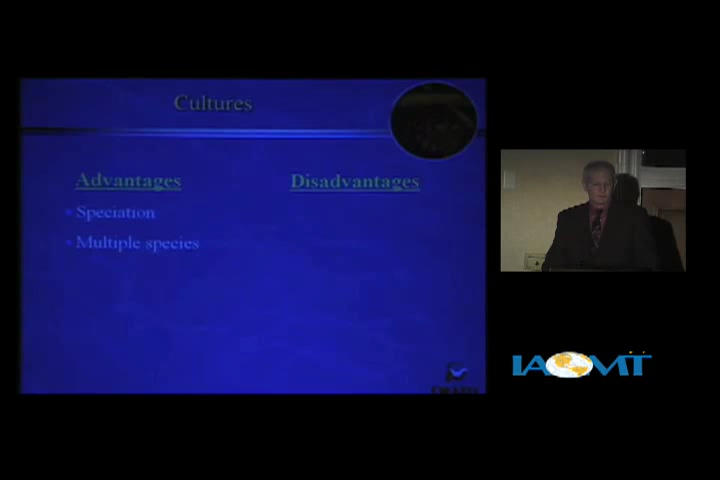 Cultures
Advantages
Disadvantages
• Speciation
• Multiple species
IAOMT